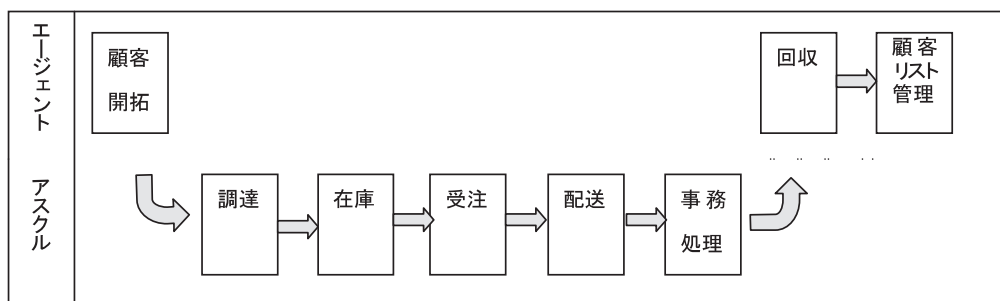 エージェント
顧客
開拓
回収
顧客
リスト
管理
アスクル
調達
在庫
受注
配送
事務
処理